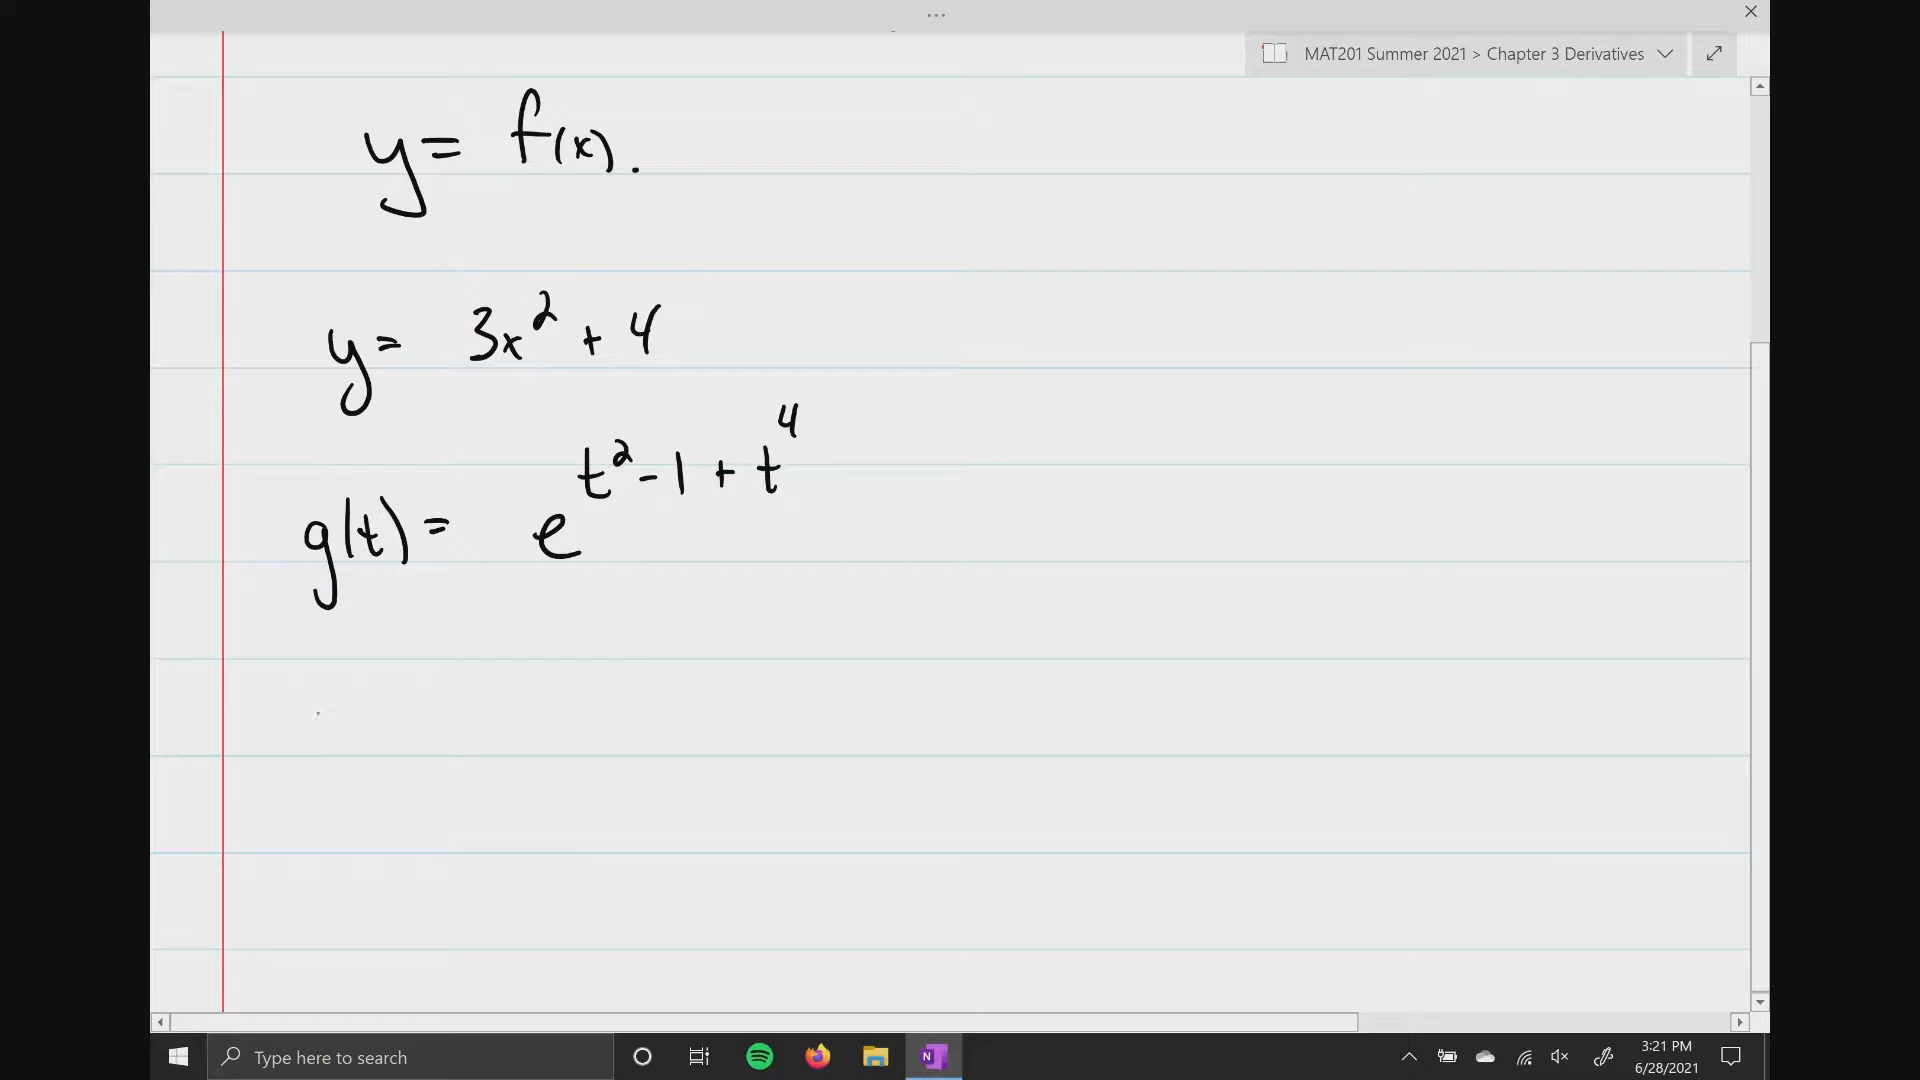 ...
MAT201 Summer 2021 > Chapter 3 Derivatives
y = f(x).
y = 3x² + 4
g(t) = e^{t² - 1 + t⁴}
Type here to search
3:21 PM
6/28/2021